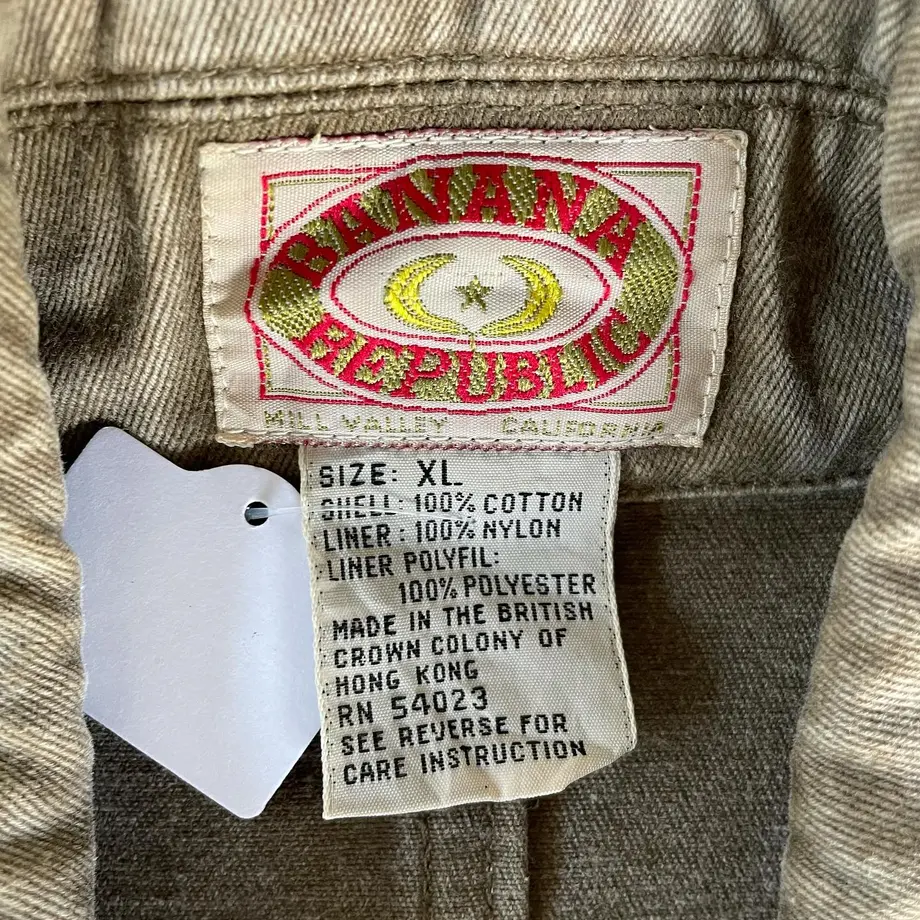 BANANA
REPUBLIC
MILL VALLEY CALIFORNIA
SIZE: XL
SHELL: 100% COTTON
LINER: 100% NYLON
LINER POLYFIL:
100% POLYESTER
MADE IN THE BRITISH
CROWN COLONY OF
HONG KONG
RN 54023
SEE REVERSE FOR
CARE INSTRUCTION